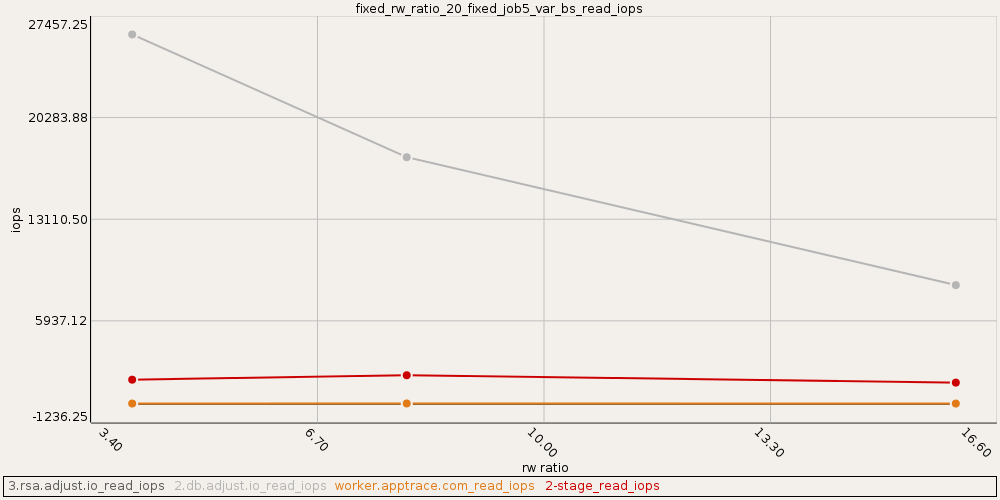 fixed_rw_ratio_20_fixed_job5_var_bs_read_iops
27457.25
20283.88
13110.50
5937.12
-1236.25
iops
3.40 6.70 10.00 13.30 16.60
rw ratio
3.rsa.adjust.io_read_iops 2.db.adjust.io_read_iops worker.apptrace.com_read_iops 2-stage_read_iops